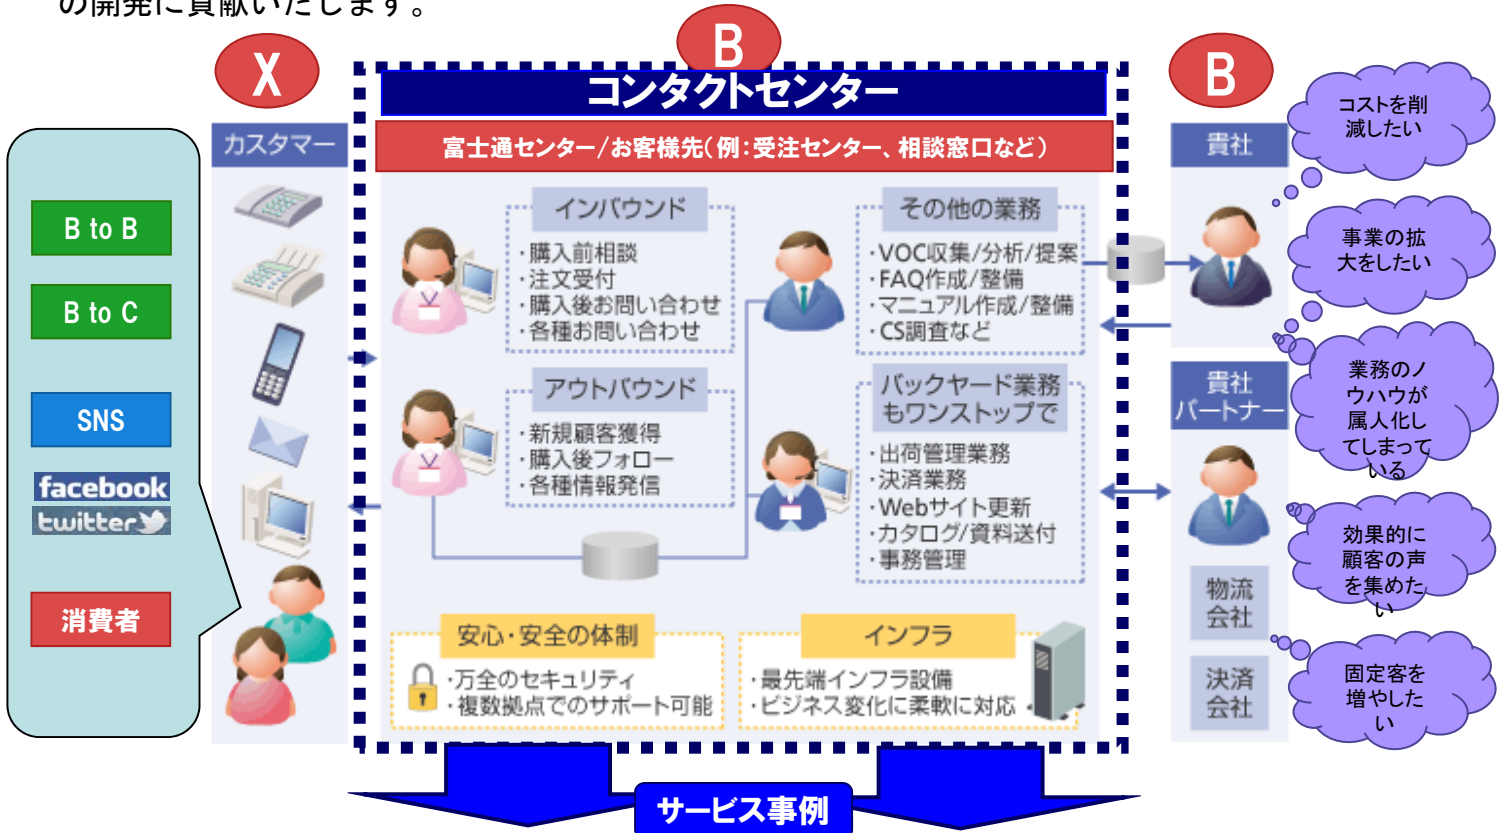 の開発に貢献いたします。
X
B
B
コンタクトセンター
富士通センター/お客様先(例:受注センター、相談窓口など)
カスタマー
B to B
B to C
SNS
facebook
twitter
消費者
インバウンド
・購入前相談
・注文受付
・購入後お問い合わせ
・各種お問い合わせ
アウトバウンド
・新規顧客獲得
・購入後フォロー
・各種情報発信
その他の業務
・VOC収集/分析/提案
・FAQ作成/整備
・マニュアル作成/整備
・CS調査など
バックヤード業務
もワンストップで
・出荷管理業務
・決済業務
・Webサイト更新
・カタログ/資料送付
・事務管理
安心・安全の体制
・万全のセキュリティ
・複数拠点でのサポート可能
インフラ
・最先端インフラ設備
・ビジネス変化に柔軟に対応
貴社
貴社
パートナー
物流
会社
決済
会社
コストを削
減したい
事業の拡
大をしたい
業務のノ
ウハウが
属人化し
てしまって
いる
効果的に
顧客の声
を集めた
い
固定客を
増やした
い
サービス事例